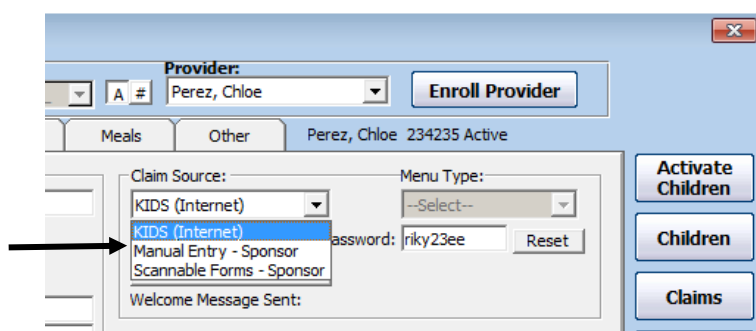 Provider:
A #
Perez, Chloe
Enroll Provider
Meals
Other
Perez, Chloe 234235 Active
Claim Source:
Menu Type:
KIDS (Internet)
--Select--
KIDS (Internet)
Manual Entry - Sponsor
Scannable Forms - Sponsor
assword:
riky23ee
Reset
Welcome Message Sent:
Activate
Children
Children
Claims